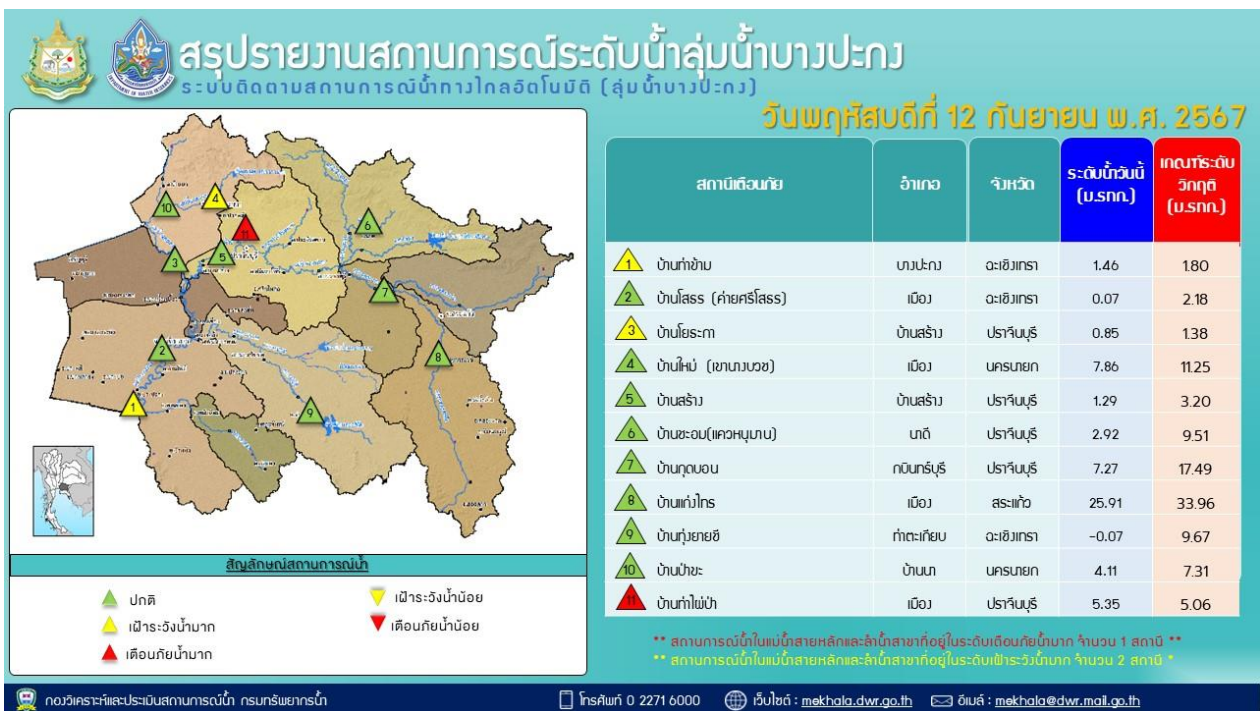 สรุปรายงานสถานการณ์ระดับน้ำลุ่มน้ำบางปะกง
ระบบติดตามสถานการณ์น้ำทางไกลอัตโนมัติ (ลุ่มน้ำบางปะกง)
วันพฤหัสบดีที่ 12 กันยายน พ.ศ. 2567
สถานีเตือนภัย อำเภอ จังหวัด ระดับน้ำวันนี้ (ม.รทก.) เกณฑ์ระดับวิกฤติ (ม.รทก.)
1 บ้านท่าข้าม บางปะกง ฉะเชิงเทรา 1.46 1.80
2 บ้านโสธร (ค่ายศรีโสธร) เมือง ฉะเชิงเทรา 0.07 2.18
3 บ้านโยธะกา บ้านสร้าง ปราจีนบุรี 0.85 1.38
4 บ้านใหม่ (เขานางบวช) เมือง นครนายก 7.86 11.25
5 บ้านสร้าง บ้านสร้าง ปราจีนบุรี 1.29 3.20
6 บ้านชะอม(แควหนุมาน) นาดี ปราจีนบุรี 2.92 9.51
7 บ้านกุดบอน กบินทร์บุรี ปราจีนบุรี 7.27 17.49
8 บ้านแก่งไทร เมือง สระแก้ว 25.91 33.96
9 บ้านทุ่งยายชี ท่าตะเกียบ ฉะเชิงเทรา -0.07 9.67
10 บ้านป่าขะ บ้านนา นครนายก 4.11 7.31
11 บ้านท่าไผ่ป่า เมือง ปราจีนบุรี 5.35 5.06
** สถานการณ์น้ำในแม่น้ำสายหลักและลำน้ำสาขาที่อยู่ในระดับเตือนภัยน้ำมาก จำนวน 1 สถานี **
** สถานการณ์น้ำในแม่น้ำสายหลักและลำน้ำสาขาที่อยู่ในระดับเฝ้าระวังน้ำมาก จำนวน 2 สถานี *
10
4
11
6
5
3
7
2
8
1
9
สัญลักษณ์สถานการณ์น้ำ
ปกติ
เฝ้าระวังน้ำมาก
เตือนภัยน้ำมาก
เฝ้าระวังน้ำน้อย
เตือนภัยน้ำน้อย
กองวิเคราะห์และประเมินสถานการณ์น้ำ กรมทรัพยากรน้ำ
โทรศัพท์ 0 2271 6000
เว็บไซต์ : mekhala.dwr.go.th
อีเมล์ : mekhala@dwr.mail.go.th